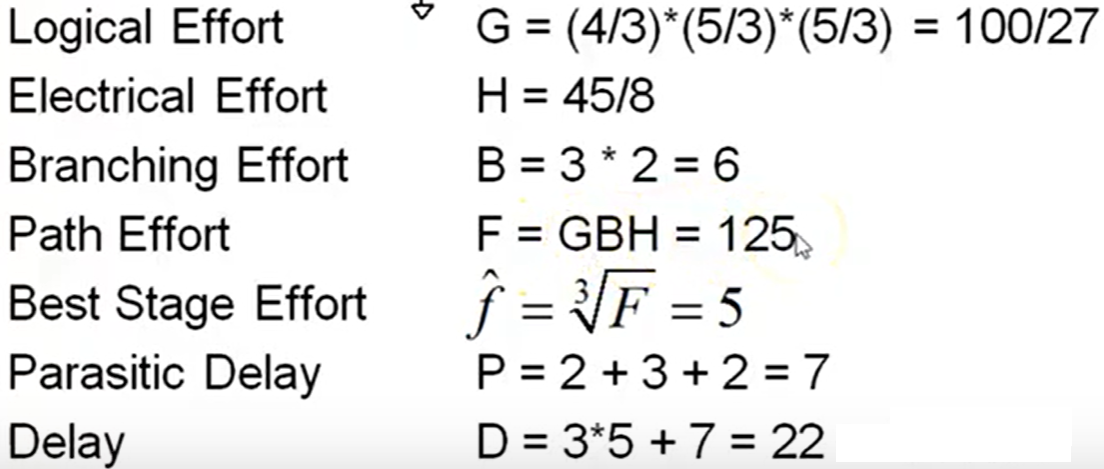 Logical Effort G = (4/3)*(5/3)*(5/3) = 100/27
Electrical Effort H = 45/8
Branching Effort B = 3 * 2 = 6
Path Effort F = GBH = 125
Best Stage Effort f̂ = ∛F = 5
Parasitic Delay P = 2 + 3 + 2 = 7
Delay D = 3*5 + 7 = 22